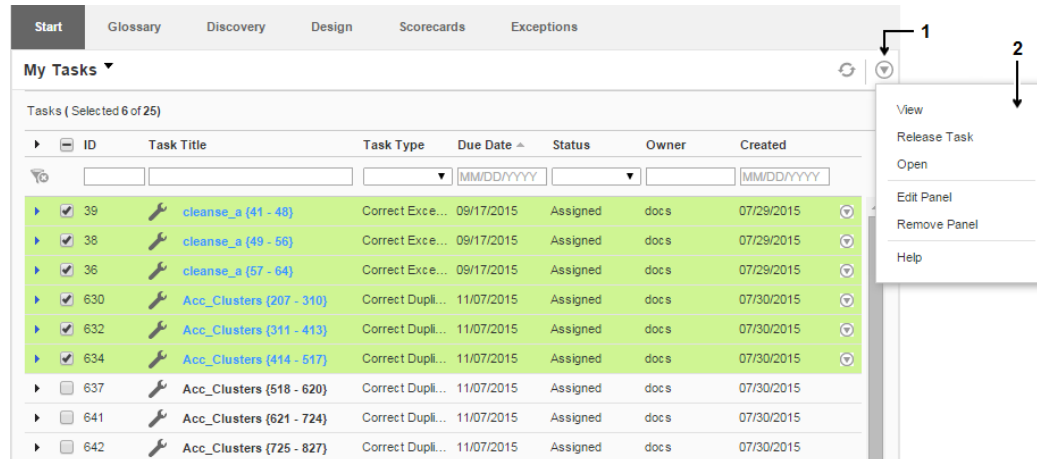 Start Glossary Discovery Design Scorecards Exceptions
1
2
My Tasks
Tasks ( Selected 6 of 25)
View
Release Task
Open
Edit Panel
Remove Panel
Help
ID Task Title Task Type Due Date Status Owner Created
MM/DD/YYYY MM/DD/YYYY
39 cleanse_a {41 - 48} Correct Exce... 09/17/2015 Assigned docs 07/29/2015
38 cleanse_a {49 - 56} Correct Exce... 09/17/2015 Assigned docs 07/29/2015
36 cleanse_a {57 - 64} Correct Exce... 09/17/2015 Assigned docs 07/29/2015
630 Acc_Clusters {207 - 310} Correct Dupli... 11/07/2015 Assigned docs 07/30/2015
632 Acc_Clusters {311 - 413} Correct Dupli... 11/07/2015 Assigned docs 07/30/2015
634 Acc_Clusters {414 - 517} Correct Dupli... 11/07/2015 Assigned docs 07/30/2015
637 Acc_Clusters {518 - 620} Correct Dupli... 11/07/2015 Assigned docs 07/30/2015
641 Acc_Clusters {621 - 724} Correct Dupli... 11/07/2015 Assigned docs 07/30/2015
642 Acc_Clusters {725 - 827} Correct Dupli... 11/07/2015 Assigned docs 07/30/2015